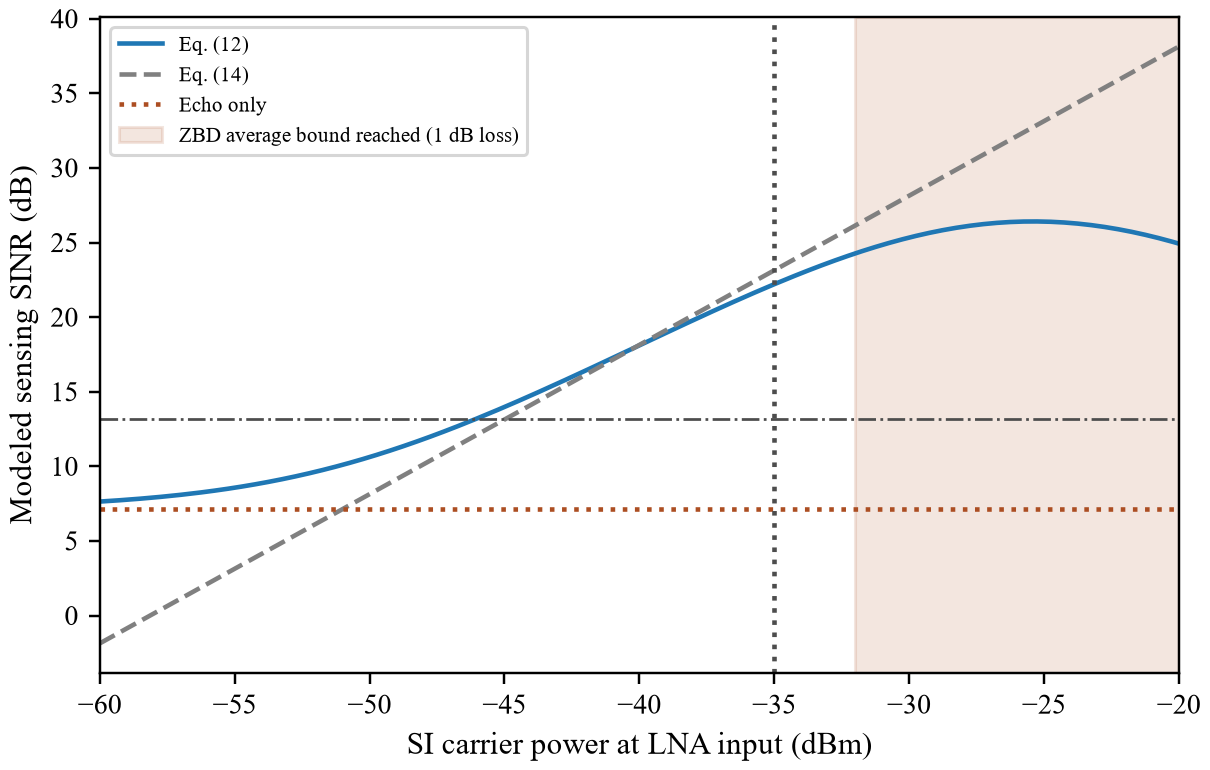 40
35
30
25
20
15
10
5
0
Modeled sensing SINR (dB)
Eq. (12)
Eq. (14)
Echo only
ZBD average bound reached (1 dB loss)
−60 −55 −50 −45 −40 −35 −30 −25 −20
SI carrier power at LNA input (dBm)